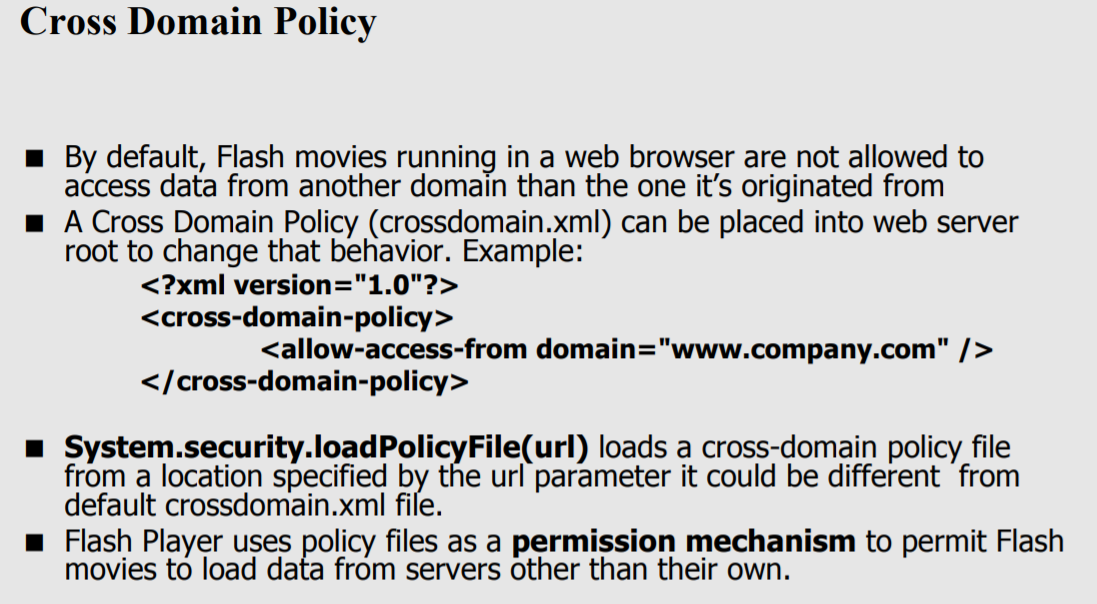 Cross Domain Policy
■ By default, Flash movies running in a web browser are not allowed to
access data from another domain than the one it’s originated from
■ A Cross Domain Policy (crossdomain.xml) can be placed into web server
root to change that behavior. Example:
<?xml version="1.0"?>
<cross-domain-policy>
<allow-access-from domain="www.company.com" />
</cross-domain-policy>
■ System.security.loadPolicyFile(url) loads a cross-domain policy file
from a location specified by the url parameter it could be different from
default crossdomain.xml file.
■ Flash Player uses policy files as a permission mechanism to permit Flash
movies to load data from servers other than their own.